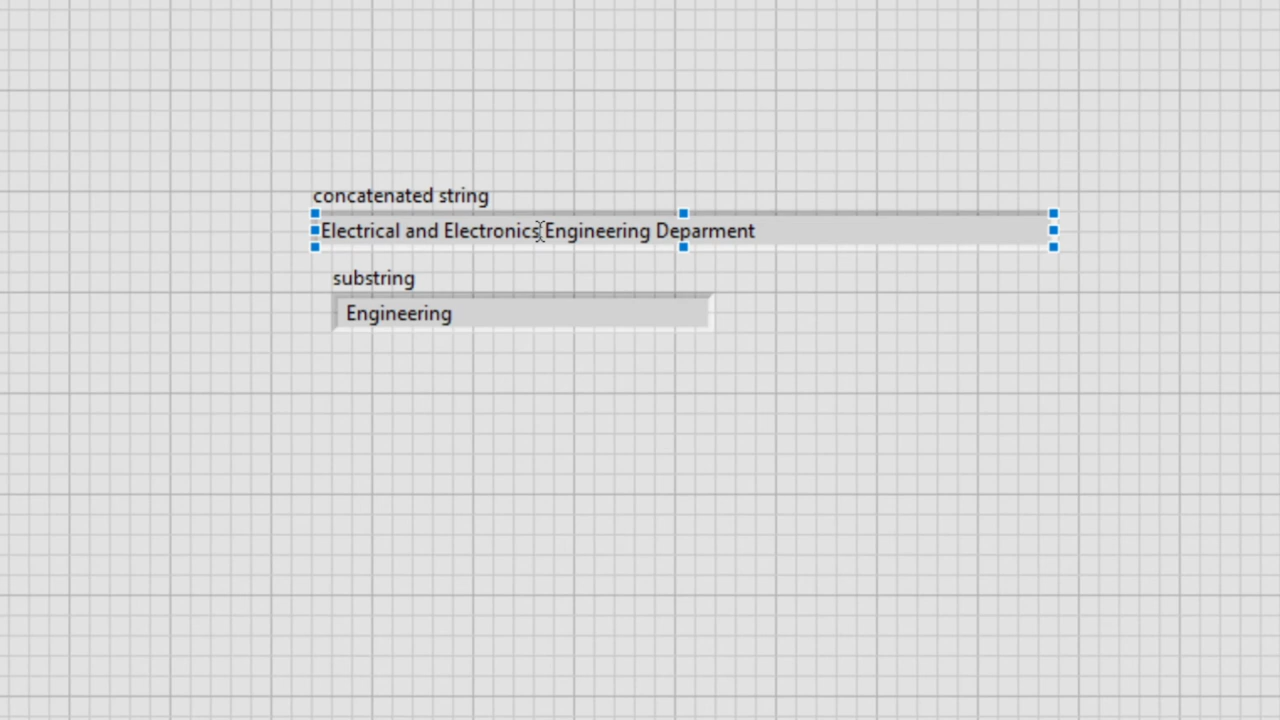 concatenated string
Electrical and Electronics Engineering Deparment
substring
Engineering